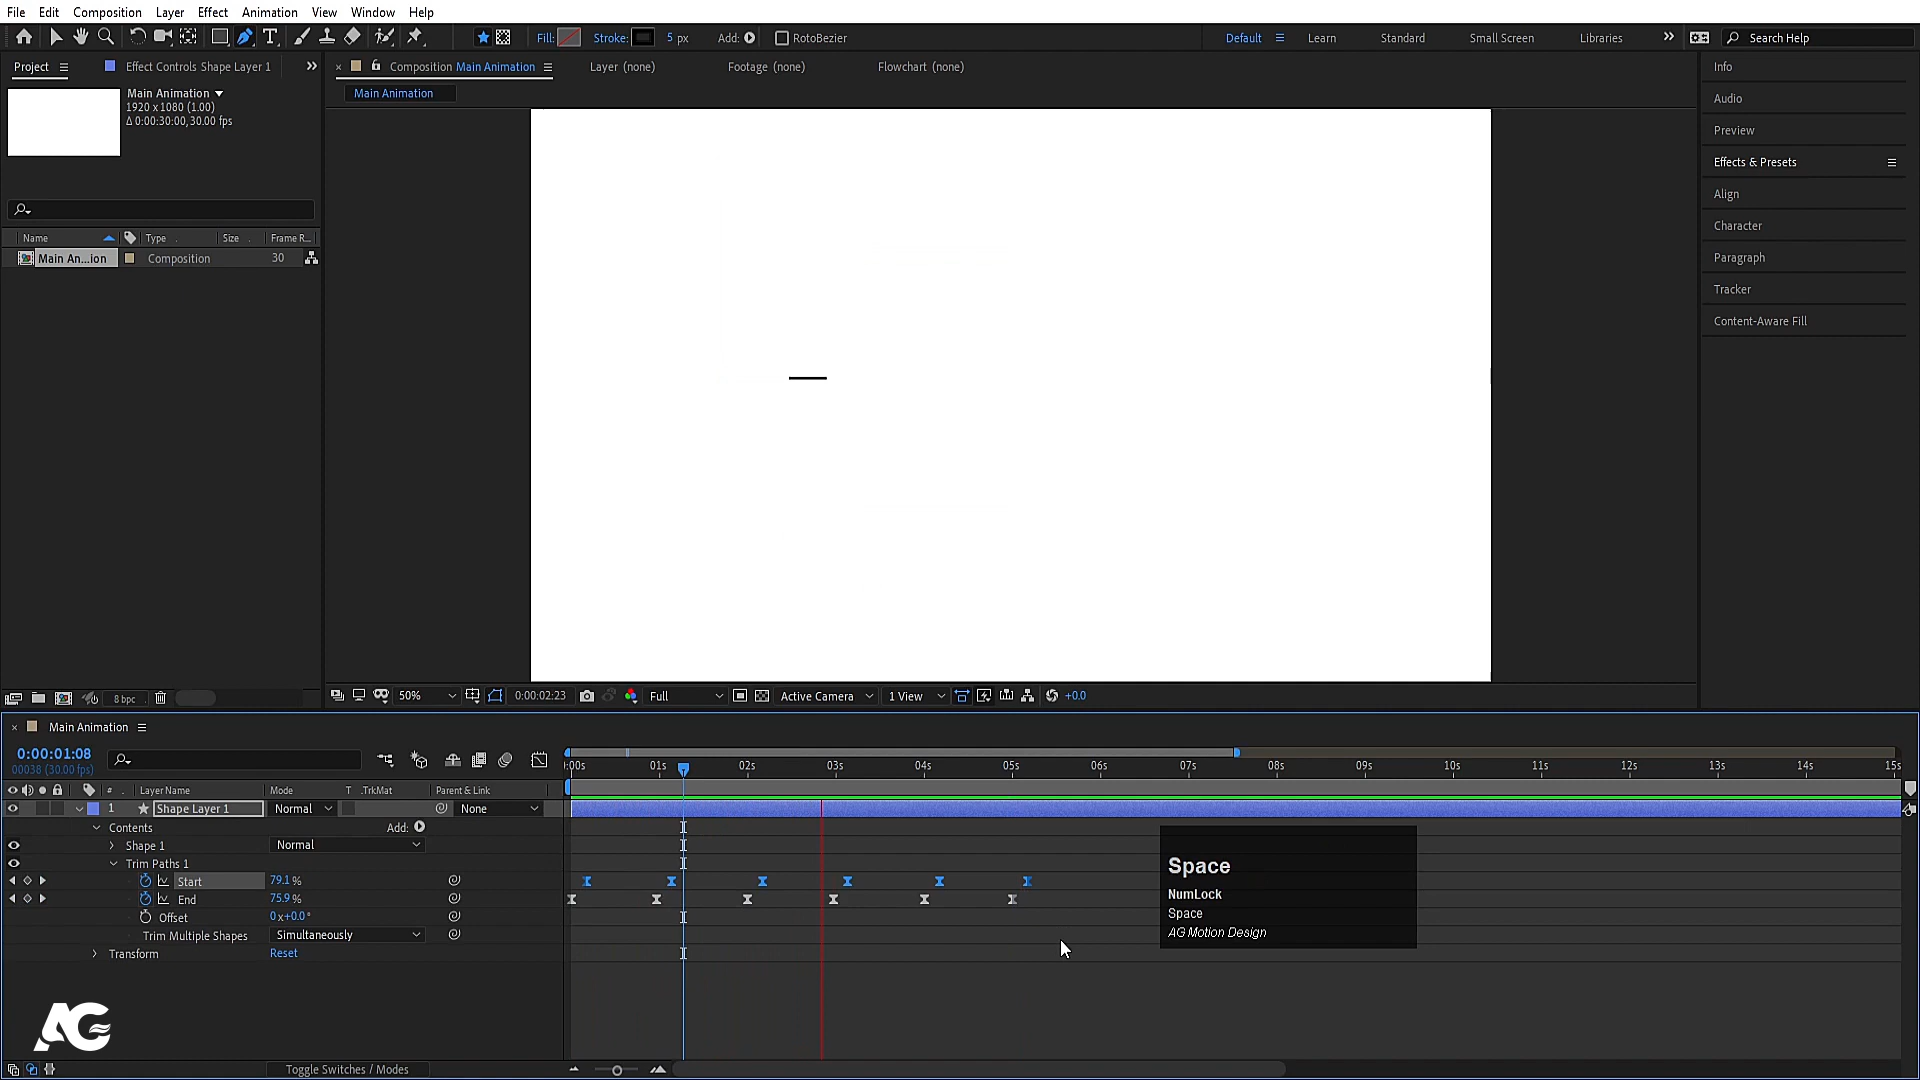 File Edit Composition Layer Effect Animation View Window Help
Fill: Stroke: 5 px Add: RotoBezier Default Learn Standard Small Screen Libraries Search Help
Project Effect Controls Shape Layer 1 Composition Main Animation Layer (none) Footage (none) Flowchart (none)
Main Animation
Main Animation
1920 x 1080 (1.00)
Δ 0:00:30:00, 30.00 fps
Name Type Size Frame R...
Main An...ion Composition 30
Info
Audio
Preview
Effects & Presets
Align
Character
Paragraph
Tracker
Content-Aware Fill
8 bpc 50% 0:00:02:23 Full Active Camera 1 View +0.0
Main Animation
0:00:01:08
00038 (30.00 fps)
:00s 01s 02s 03s 04s 05s 06s 07s 08s 09s 10s 11s 12s 13s 14s 15s
# Layer Name Mode T .TrkMat Parent & Link
1 Shape Layer 1 Normal None
Contents Add:
Shape 1 Normal
Trim Paths 1
Start 79.1 %
End 75.9 %
Offset 0x+0.0°
Trim Multiple Shapes Simultaneously
Transform Reset
Space
NumLock
Space
AG Motion Design
AG
Toggle Switches / Modes